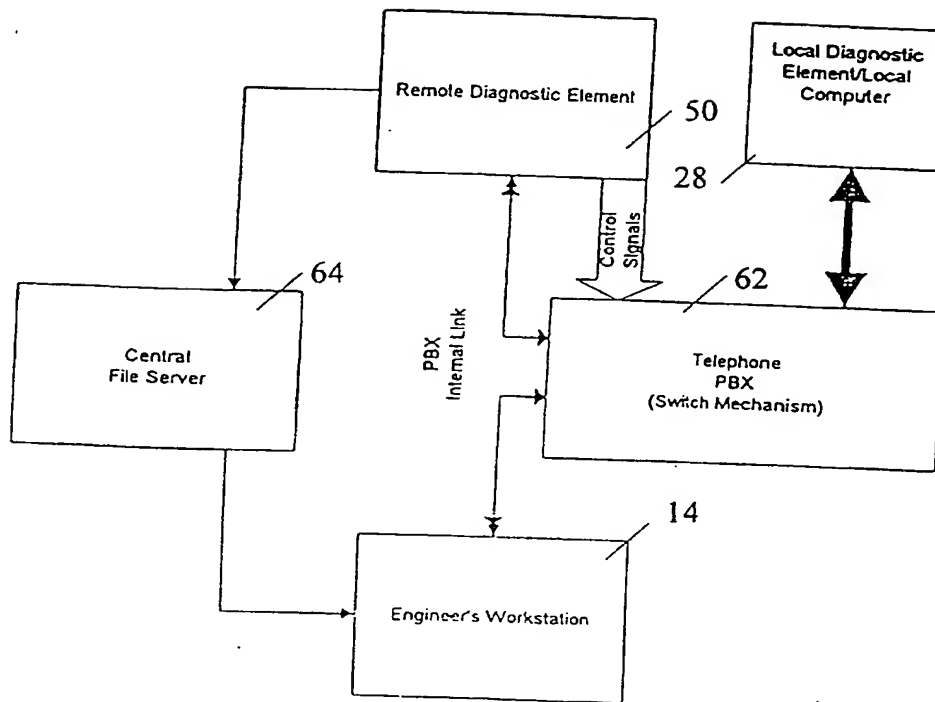 Remote Diagnostic Element
50
Local Diagnostic
Element/Local
Computer
28
Control
Signals
64
62
PBX
Internal Link
Central
File Server
Telephone
PBX
(Switch Mechanism)
14
Engineer's Workstation